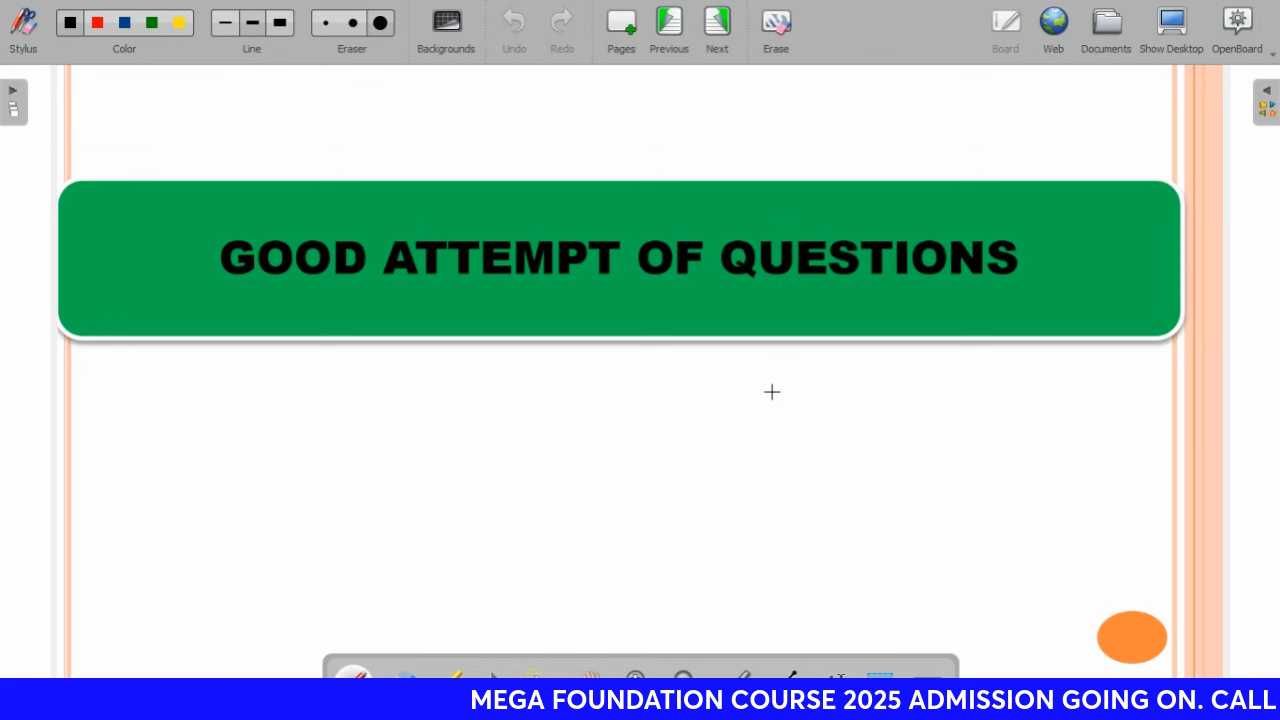 Stylus
Color
Line
Eraser
Backgrounds
Undo
Redo
Pages
Previous
Next
Erase
Board
Web
Documents
Show Desktop
OpenBoard
GOOD ATTEMPT OF QUESTIONS
MEGA FOUNDATION COURSE 2025 ADMISSION GOING ON. CALL